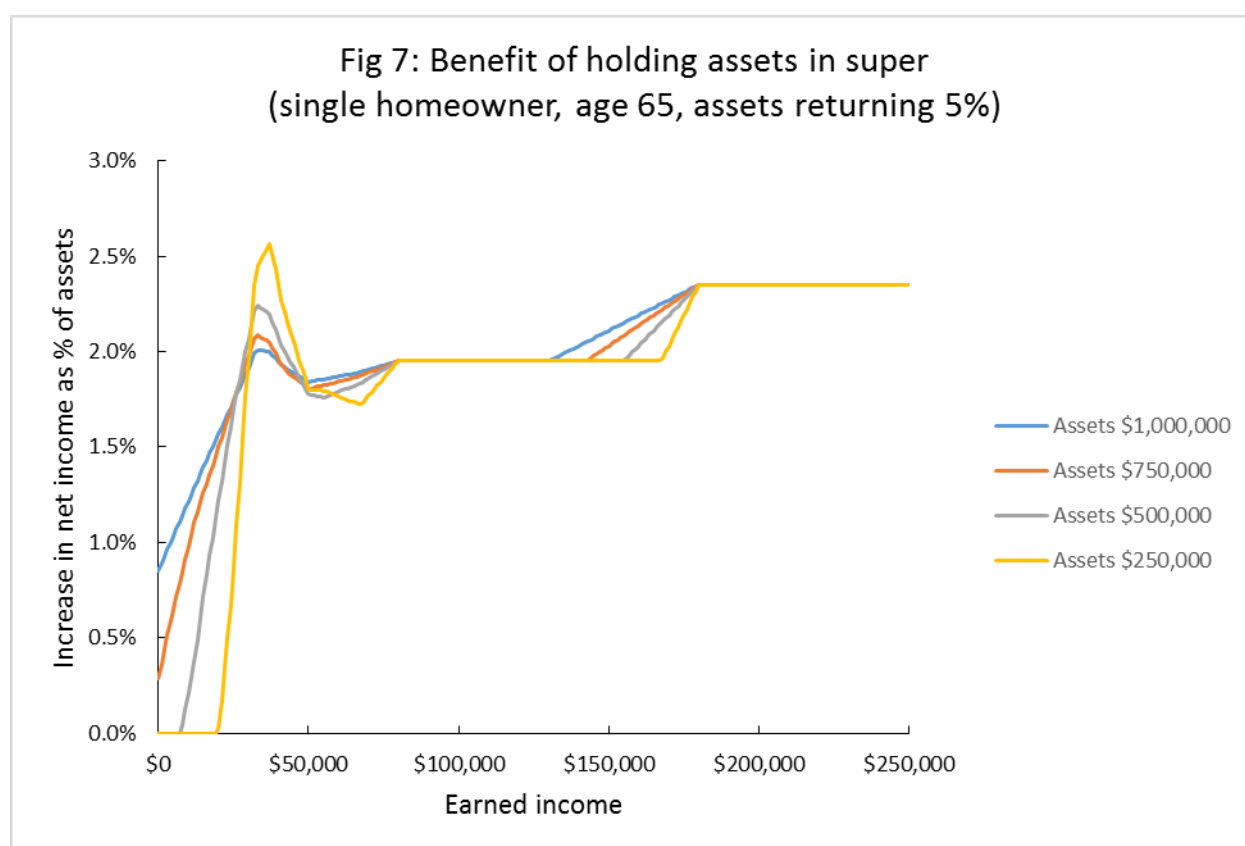 Fig 7: Benefit of holding assets in super
(single homeowner, age 65, assets returning 5%)
Increase in net income as % of assets
3.0%
2.5%
2.0%
1.5%
1.0%
0.5%
0.0%
$0
$50,000
$100,000
$150,000
$200,000
$250,000
Earned income
Assets $1,000,000
Assets $750,000
Assets $500,000
Assets $250,000